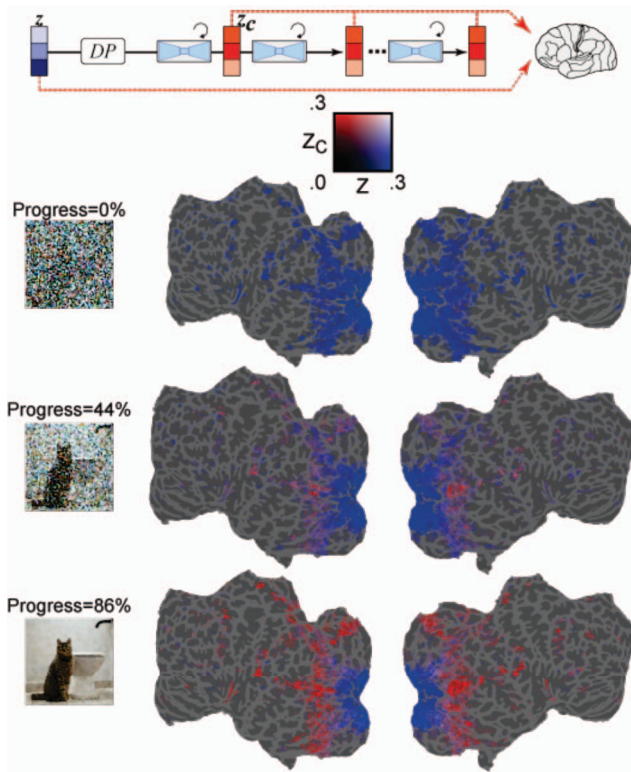 z
DP
zc
.3
Zc
.0 Z .3
Progress=0%
Progress=44%
Progress=86%